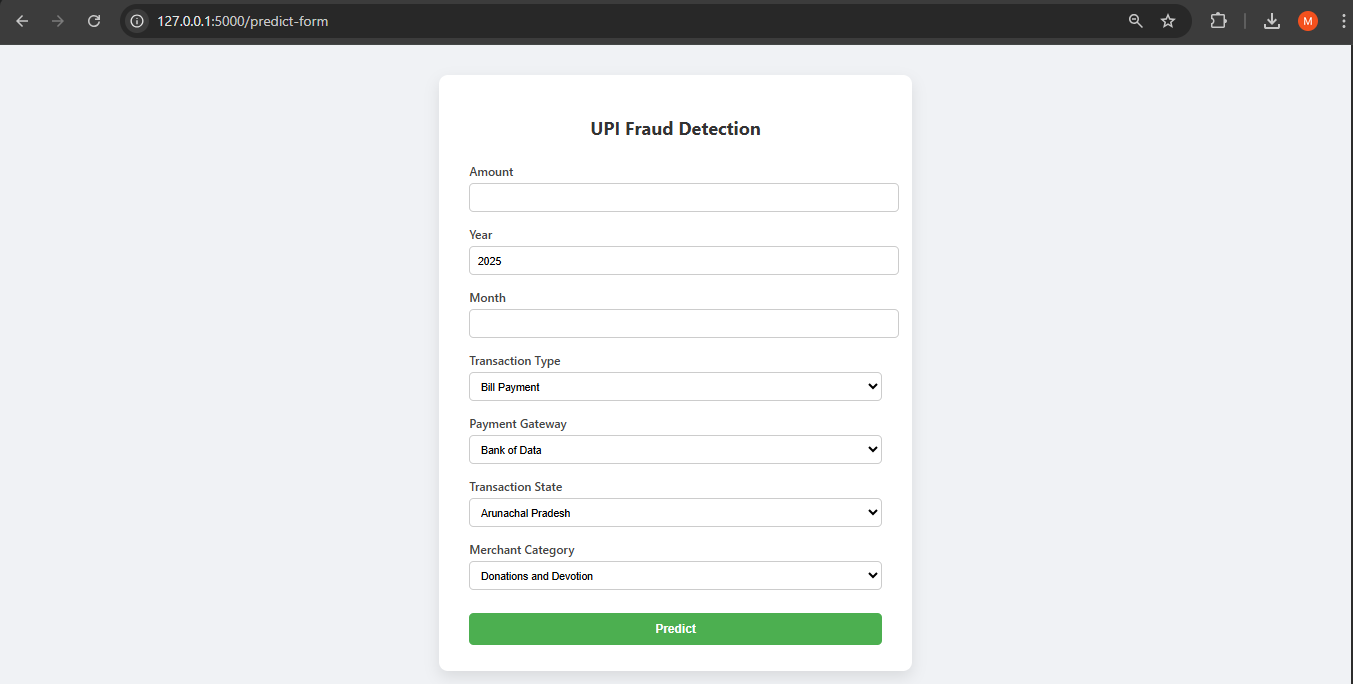 127.0.0.1:5000/predict-form
M
UPI Fraud Detection
Amount
Year
2025
Month
Transaction Type
Bill Payment
Payment Gateway
Bank of Data
Transaction State
Arunachal Pradesh
Merchant Category
Donations and Devotion
Predict